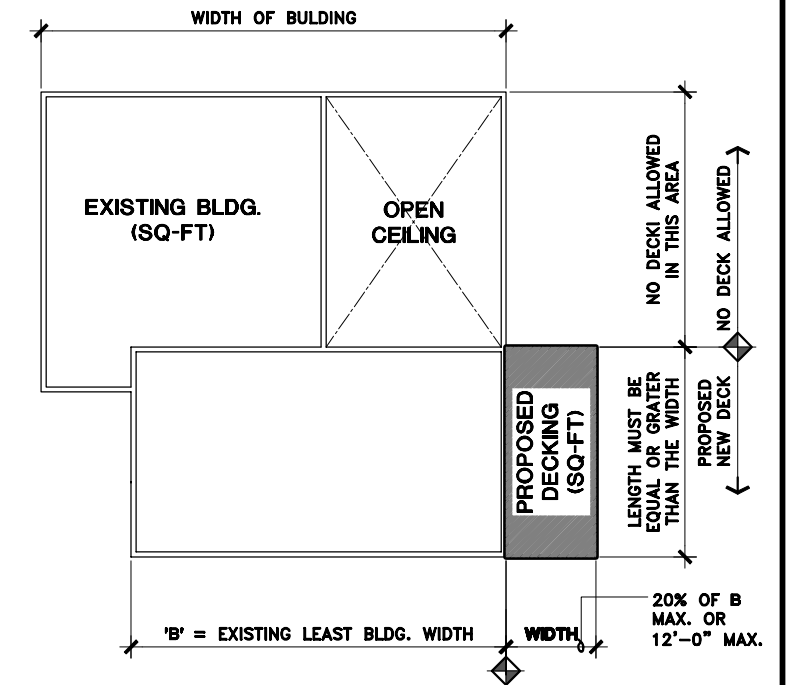 WIDTH OF BULDING
EXISTING BLDG.
(SQ-FT)
OPEN
CEILING
NO DECKI ALLOWED
IN THIS AREA
NO DECK ALLOWED
PROPOSED
DECKING
(SQ-FT)
LENGTH MUST BE
EQUAL OR GRATER
THAN THE WIDTH
PROPOSED
NEW DECK
'B' = EXISTING LEAST BLDG. WIDTH
WIDTH
20% OF B
MAX. OR
12'-0" MAX.